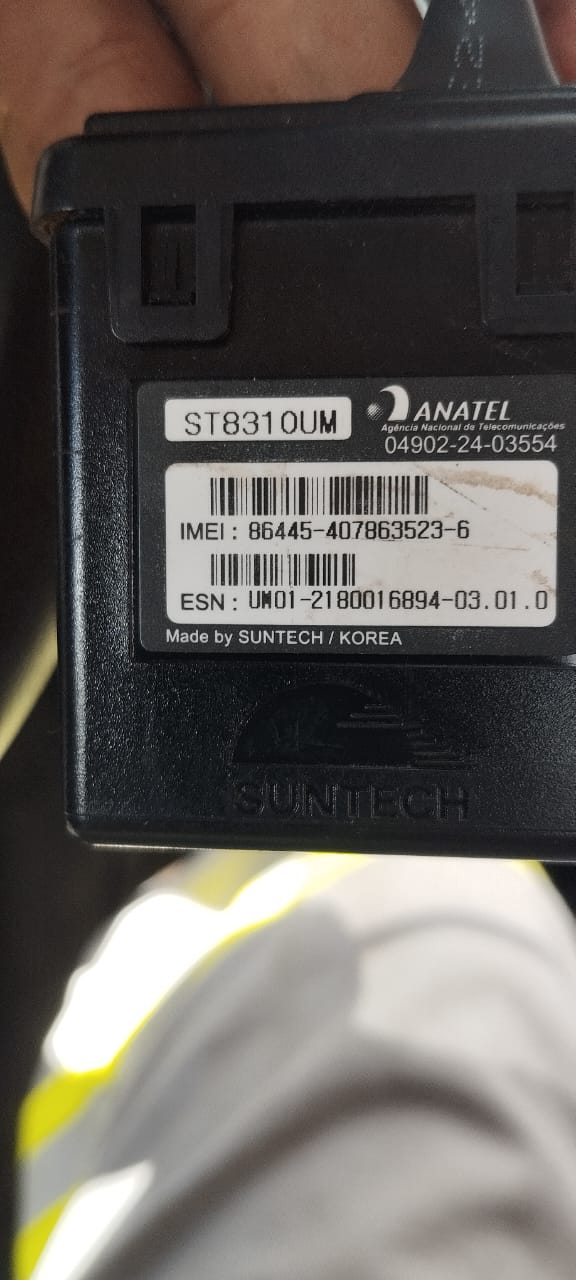 ST8310UM
ANATEL
Agência Nacional de Telecomunicações
04902-24-03554
IMEI : 86445-407863523-6
ESN : UM01-2180016894-03.01.0
Made by SUNTECH / KOREA
SUNTECH